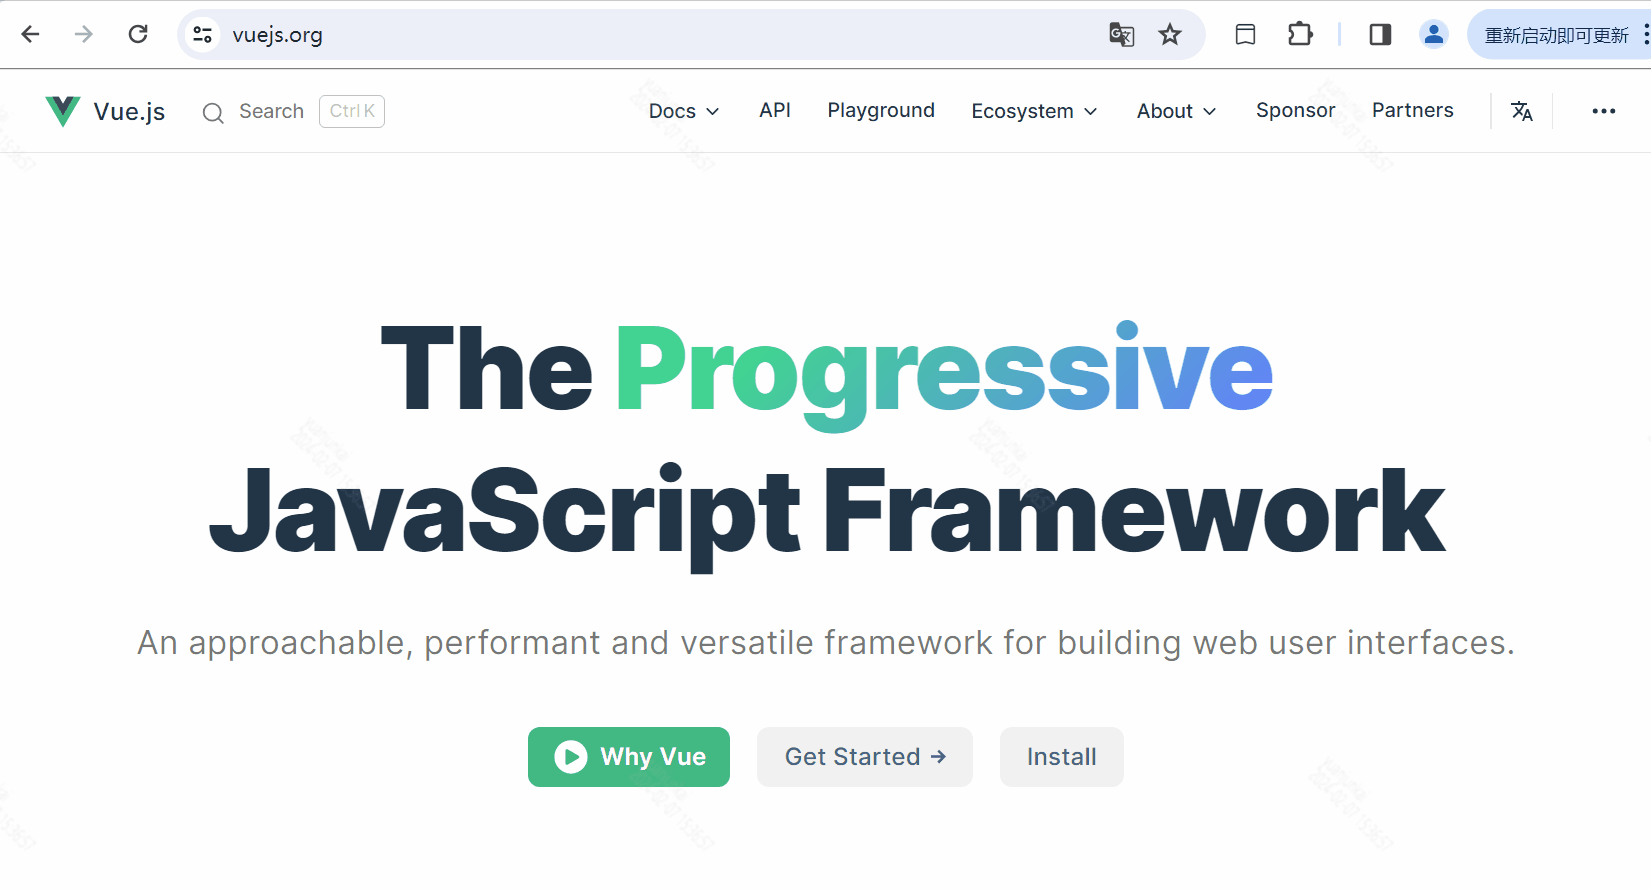 vuejs.org
重新启动即可更新
Vue.js Search Ctrl K Docs API Playground Ecosystem About Sponsor Partners
The Progressive
JavaScript Framework
An approachable, performant and versatile framework for building web user interfaces.
Why Vue Get Started → Install